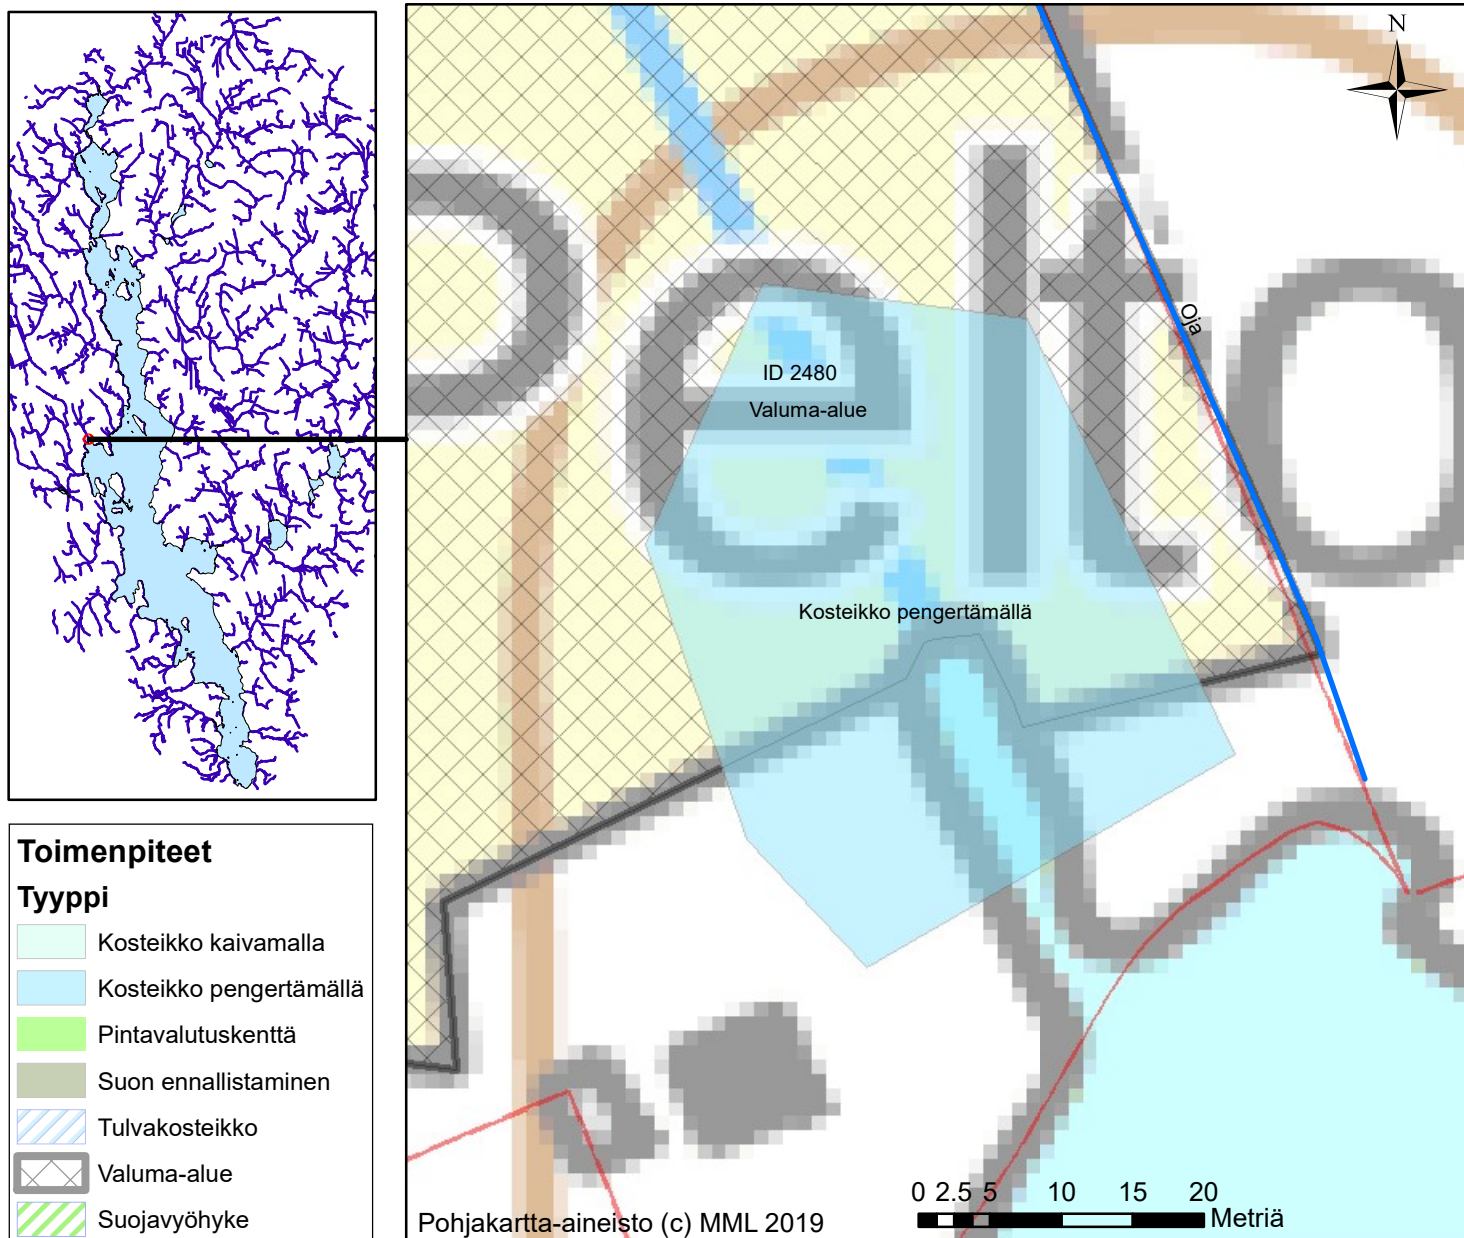 N
Oja
ID 2480
Valuma-alue
Kosteikko pengertämällä
elto
Toimenpiteet
Tyyppi
Kosteikko kaivamalla
Kosteikko pengertämällä
Pintavalutuskenttä
Suon ennallistaminen
Tulvakosteikko
Valuma-alue
Suojavyöhyke
0 2.5 5 10 15 20
Metriä
Pohjakartta-aineisto (c) MML 2019